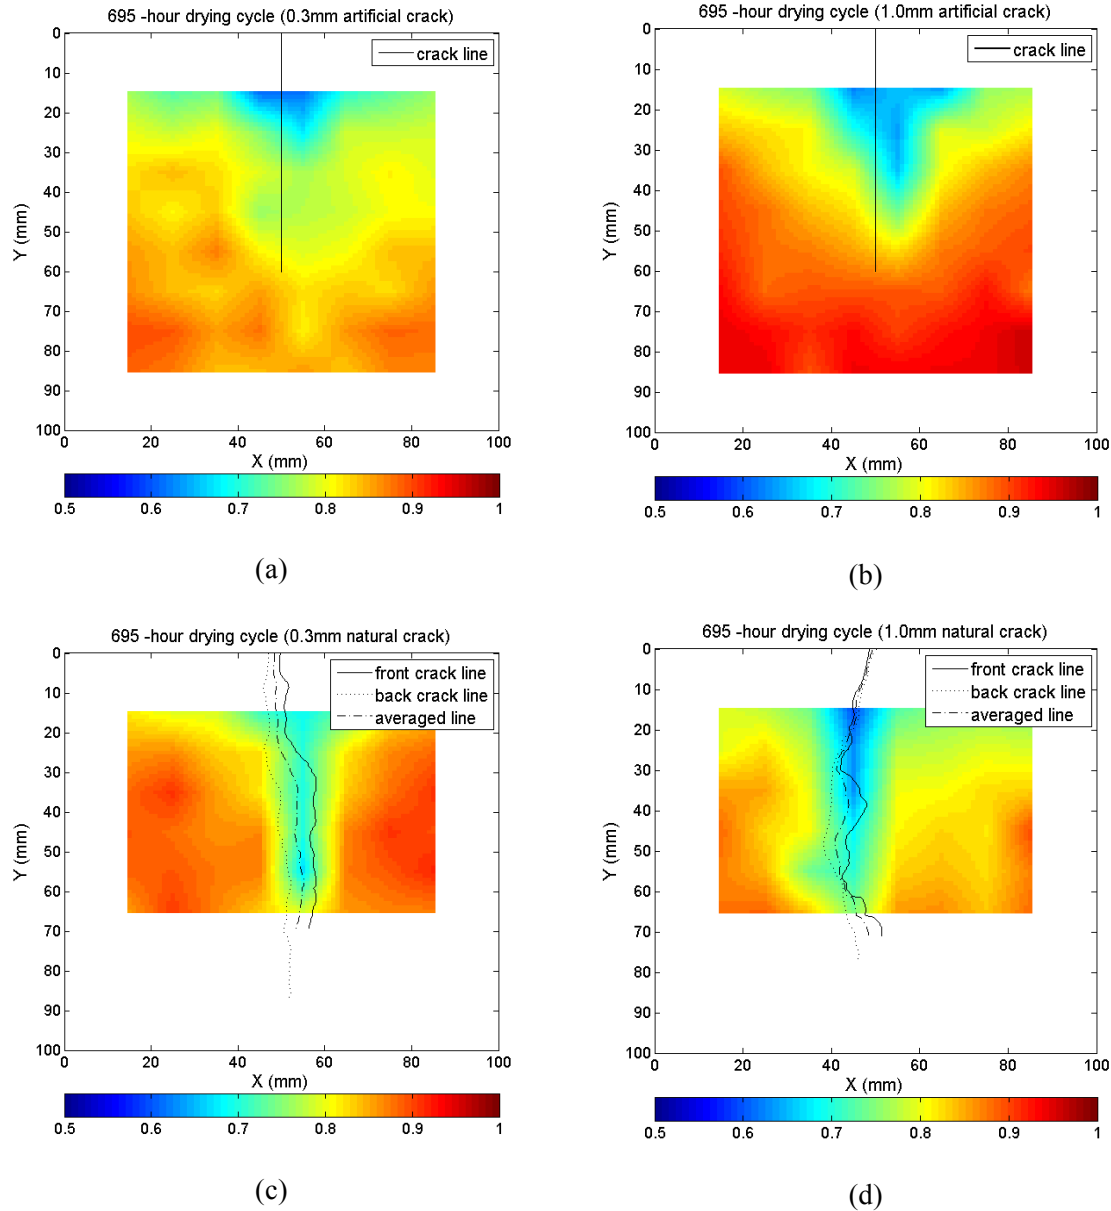 695 -hour drying cycle (0.3mm artificial crack)
0
10
20
30
40
50
60
70
80
90
100
Y (mm)
crack line
0 20 40 60 80 100
X (mm)
0.5 0.6 0.7 0.8 0.9 1
(a)
695 -hour drying cycle (1.0mm artificial crack)
0
10
20
30
40
50
60
70
80
90
100
Y (mm)
crack line
0 20 40 60 80 100
X (mm)
0.5 0.6 0.7 0.8 0.9 1
(b)
695 -hour drying cycle (0.3mm natural crack)
0
10
20
30
40
50
60
70
80
90
100
Y (mm)
front crack line
back crack line
averaged line
0 20 40 60 80 100
X (mm)
0.5 0.6 0.7 0.8 0.9 1
(c)
695 -hour drying cycle (1.0mm natural crack)
0
10
20
30
40
50
60
70
80
90
100
Y (mm)
front crack line
back crack line
averaged line
0 20 40 60 80 100
X (mm)
0.5 0.6 0.7 0.8 0.9 1
(d)